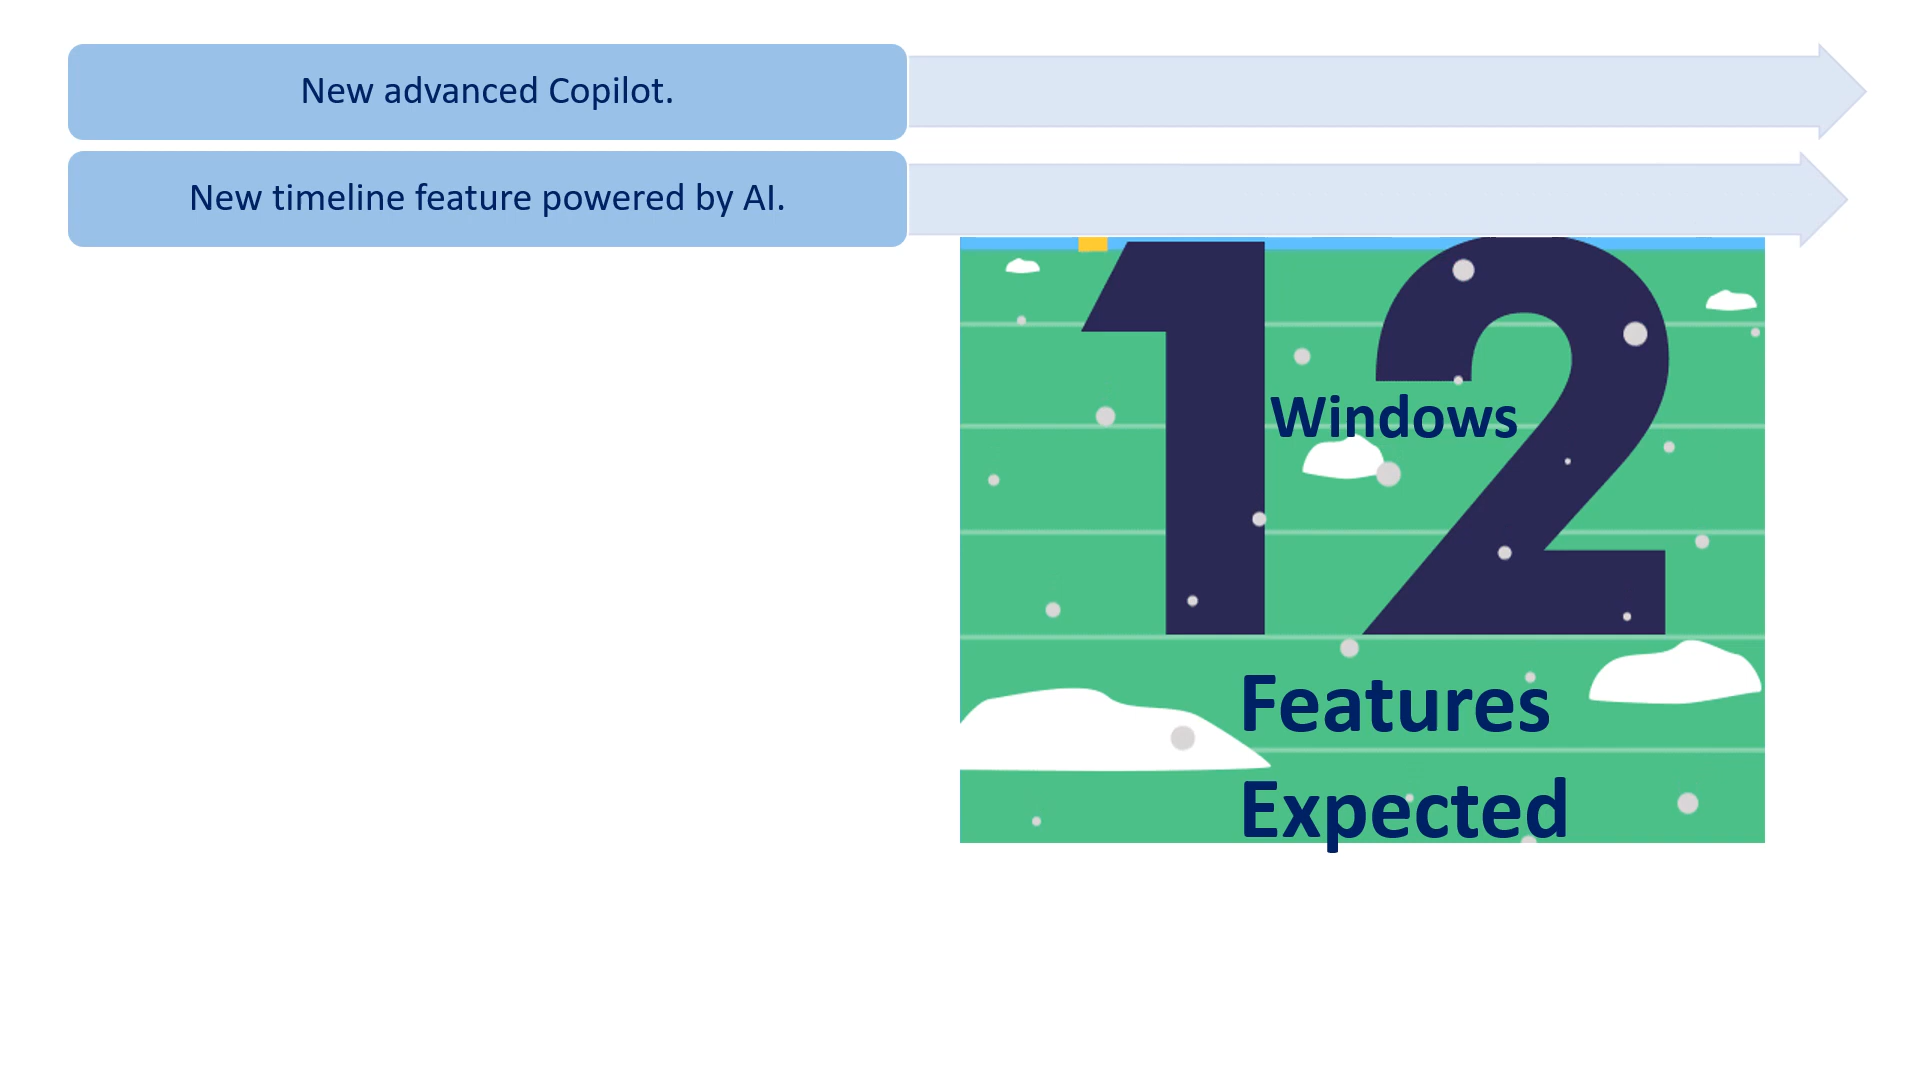 New advanced Copilot.
New timeline feature powered by AI.
12
Windows
Features
Expected